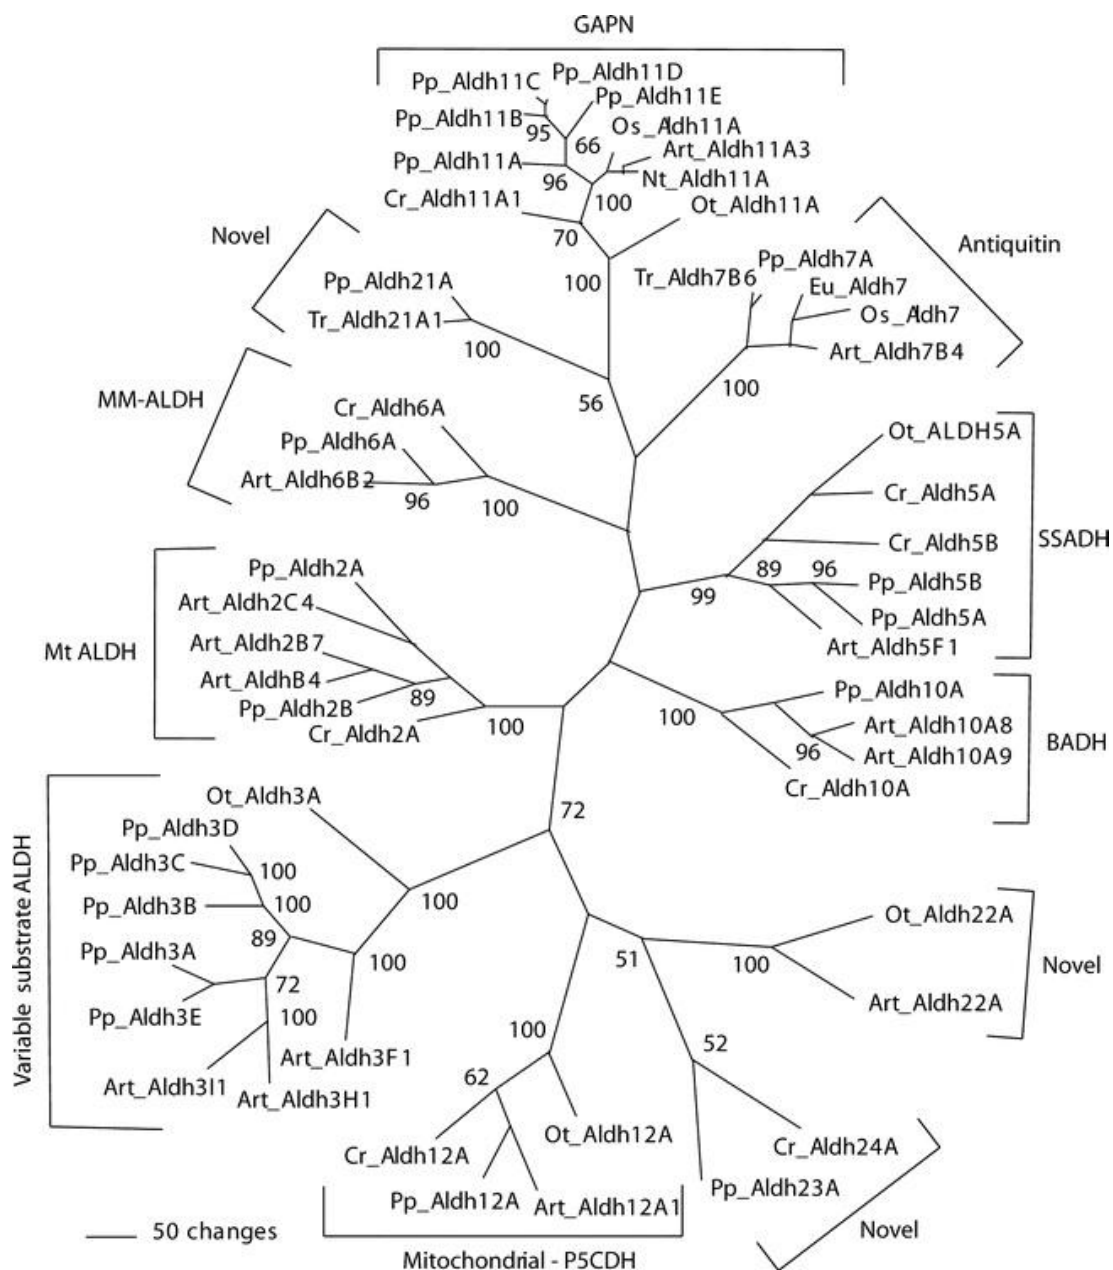 GAPN
Pp_Aldh11D
Pp_Aldh11C
Pp_Aldh11E
Pp_Aldh11B
95
66
Os_Aldh11A
Art_Aldh11A3
Pp_Aldh11A
96
Nt_Aldh11A
Cr_Aldh11A1
100
Ot_Aldh11A
70
100
Novel
Pp_Aldh21A
Tr_Aldh21A1
100
Antiquitin
Pp_Aldh7A
Tr_Aldh7B6
Eu_Aldh7
Os_Aldh7
Art_Aldh7B4
100
56
MM-ALDH
Cr_Aldh6A
Pp_Aldh6A
Art_Aldh6B2
96
100
Ot_ALDH5A
Cr_Aldh5A
Cr_Aldh5B
SSADH
89
96
Pp_Aldh5B
99
Pp_Aldh5A
Art_Aldh5F1
Mt ALDH
Pp_Aldh2A
Art_Aldh2C4
Art_Aldh2B7
Art_AldhB4
Pp_Aldh2B
89
Cr_Aldh2A
100
Pp_Aldh10A
100
Art_Aldh10A8
BADH
96
Art_Aldh10A9
Cr_Aldh10A
72
Variable substrate ALDH
Ot_Aldh3A
Pp_Aldh3D
Pp_Aldh3C
100
Pp_Aldh3B
100
100
89
Pp_Aldh3A
100
72
Pp_Aldh3E
100
Art_Aldh3F1
Art_Aldh3I1
Art_Aldh3H1
Ot_Aldh22A
51
100
Novel
Art_Aldh22A
100
52
62
Ot_Aldh12A
Cr_Aldh12A
Pp_Aldh12A
Art_Aldh12A1
Cr_Aldh24A
Pp_Aldh23A
Novel
50 changes
Mitochondrial - P5CDH